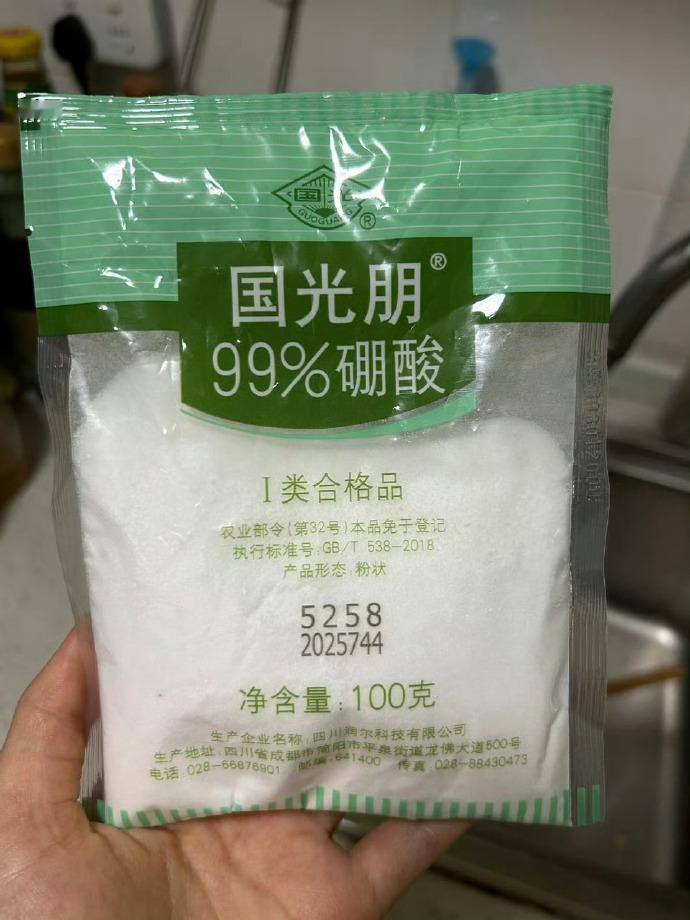 国光
GUOGUANG®
国光朋®
99%硼酸
I类合格品
农业部令(第32号)本品免于登记
执行标准号:GB/T 538-2018
产品形态:粉状
5258
2025744
净含量:100克
生产企业名称:四川润尔科技有限公司
生产地址:四川省成都市简阳市平泉街道龙佛大道500号
电话:028-66876901 邮编:641400 传真:028-88430473